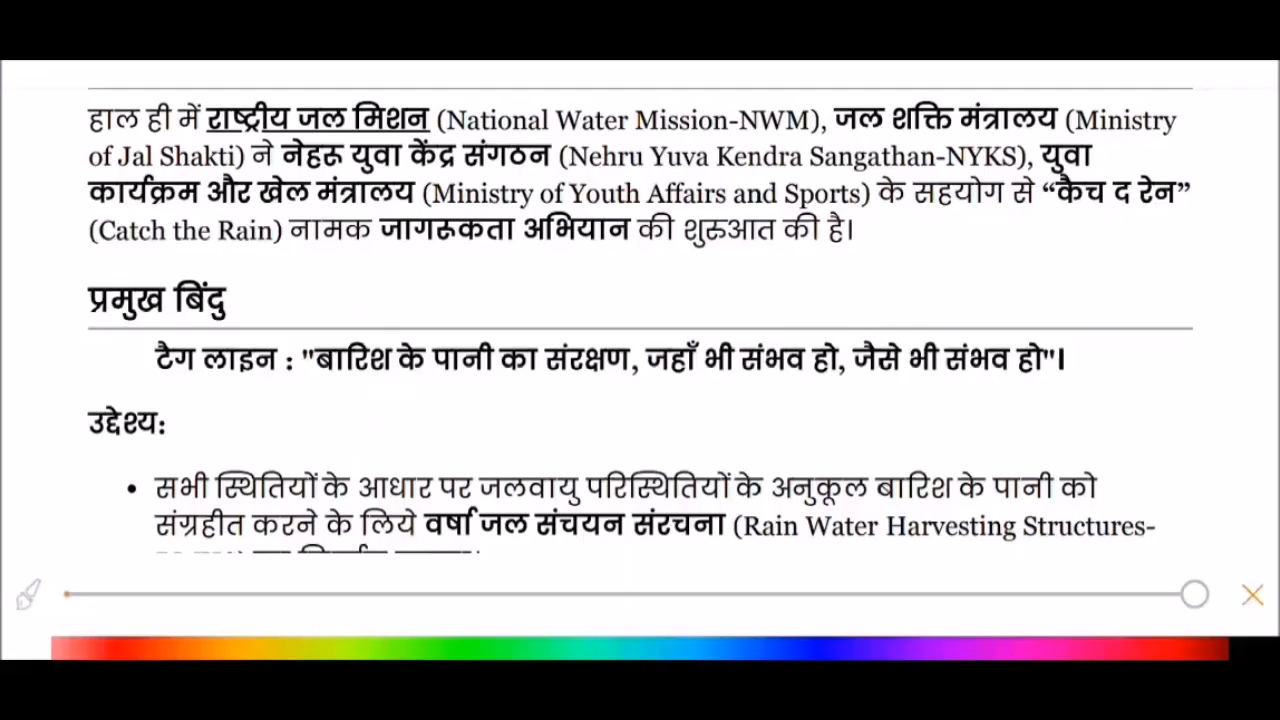 हाल ही में राष्ट्रीय जल मिशन (National Water Mission-NWM), जल शक्ति मंत्रालय (Ministry
of Jal Shakti) ने नेहरू युवा केंद्र संगठन (Nehru Yuva Kendra Sangathan-NYKS), युवा
कार्यक्रम और खेल मंत्रालय (Ministry of Youth Affairs and Sports) के सहयोग से “कैच द रेन”
(Catch the Rain) नामक जागरूकता अभियान की शुरुआत की है।
प्रमुख बिंदु
टैग लाइन : "बारिश के पानी का संरक्षण, जहाँ भी संभव हो, जैसे भी संभव हो"।
उद्देश्य:
• सभी स्थितियों के आधार पर जलवायु परिस्थितियों के अनुकूल बारिश के पानी को
संग्रहीत करने के लिये वर्षा जल संचयन संरचना (Rain Water Harvesting Structures-